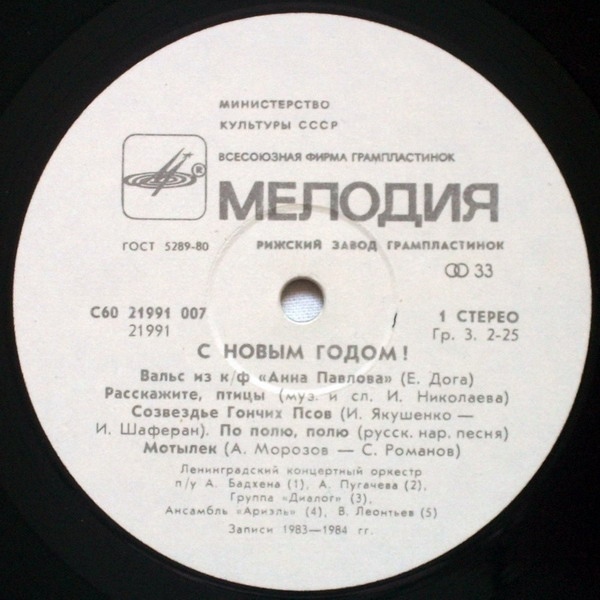 МИНИСТЕРСТВО
КУЛЬТУРЫ СССР
ВСЕСОЮЗНАЯ ФИРМА ГРАМПЛАСТИНОК
® МЕЛОДИЯ
ГОСТ 5289-80 РИЖСКИЙ ЗАВОД ГРАМПЛАСТИНОК
33
С60 21991 007 1 СТЕРЕО
21991 Гр. 3. 2-25
С НОВЫМ ГОДОМ!
Вальс из к/ф «Анна Павлова» (Е. Дога)
Расскажите, птицы (муз. и сл. И. Николаева)
Созвездье Гончих Псов (И. Якушенко —
И. Шаферан). По полю, полю (русск. нар. песня)
Мотылек (А. Морозов — С. Романов)
Ленинградский концертный оркестр
п/у А. Бадхена (1), А. Пугачева (2),
Группа «Диалог» (3),
Ансамбль «Ариэль» (4), В. Леонтьев (5)
Записи 1983—1984 гг.